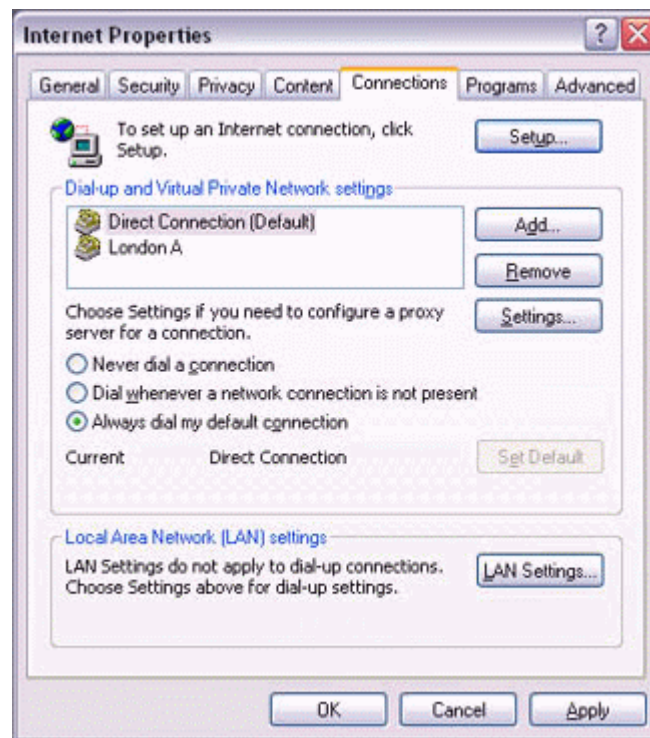 Internet Properties
?
General Security Privacy Content Connections Programs Advanced
To set up an Internet connection, click
Setup.
Setup...
Dial-up and Virtual Private Network settings
Direct Connection (Default)
London A
Add...
Remove
Choose Settings if you need to configure a proxy
server for a connection.
Settings...
Never dial a connection
Dial whenever a network connection is not present
Always dial my default connection
Current Direct Connection
Set Default
Local Area Network (LAN) settings
LAN Settings do not apply to dial-up connections.
Choose Settings above for dial-up settings.
LAN Settings...
OK Cancel Apply